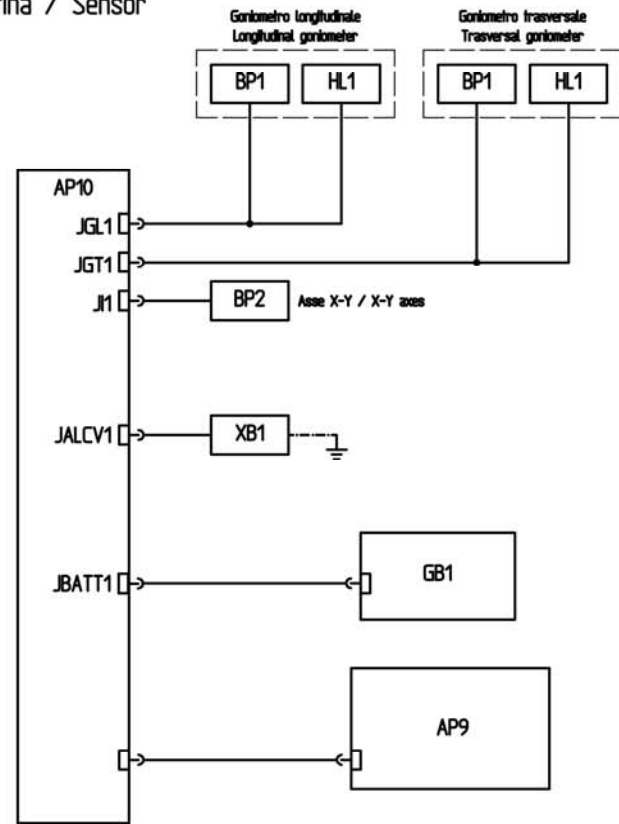 / Sensor
Goniometro longitudinale
Longitudinal goniometer
Goniometro trasversale
Trasversal goniometer
BP1
HL1
BP1
HL1
AP10
JGL1
JGT1
JI1
BP2
Asse X-Y / X-Y axes
JALCV1
XB1
JBATT1
GB1
AP9